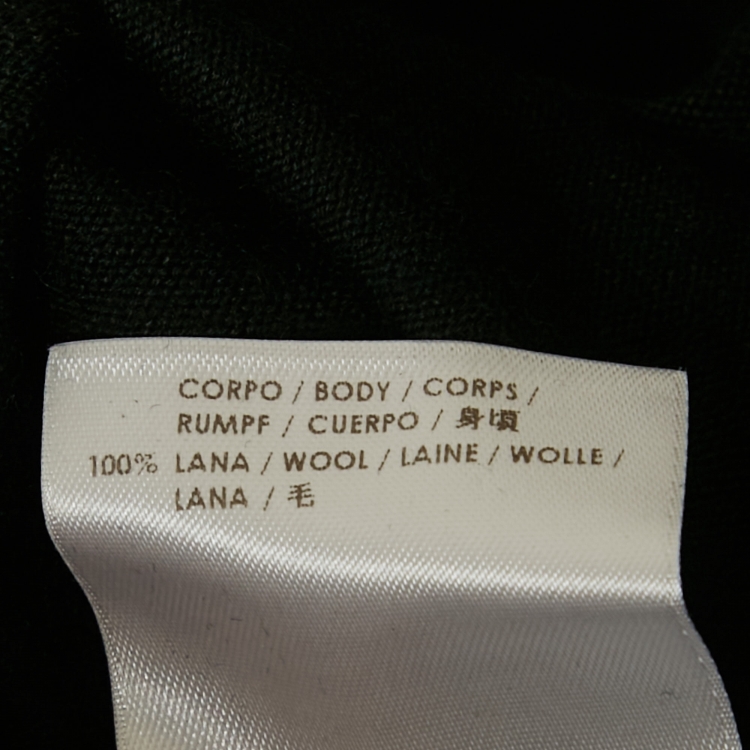 CORPO / BODY / CORPS /
RUMPF / CUERPO / 身頃
100% LANA / WOOL / LAINE / WOLLE /
LANA / 毛